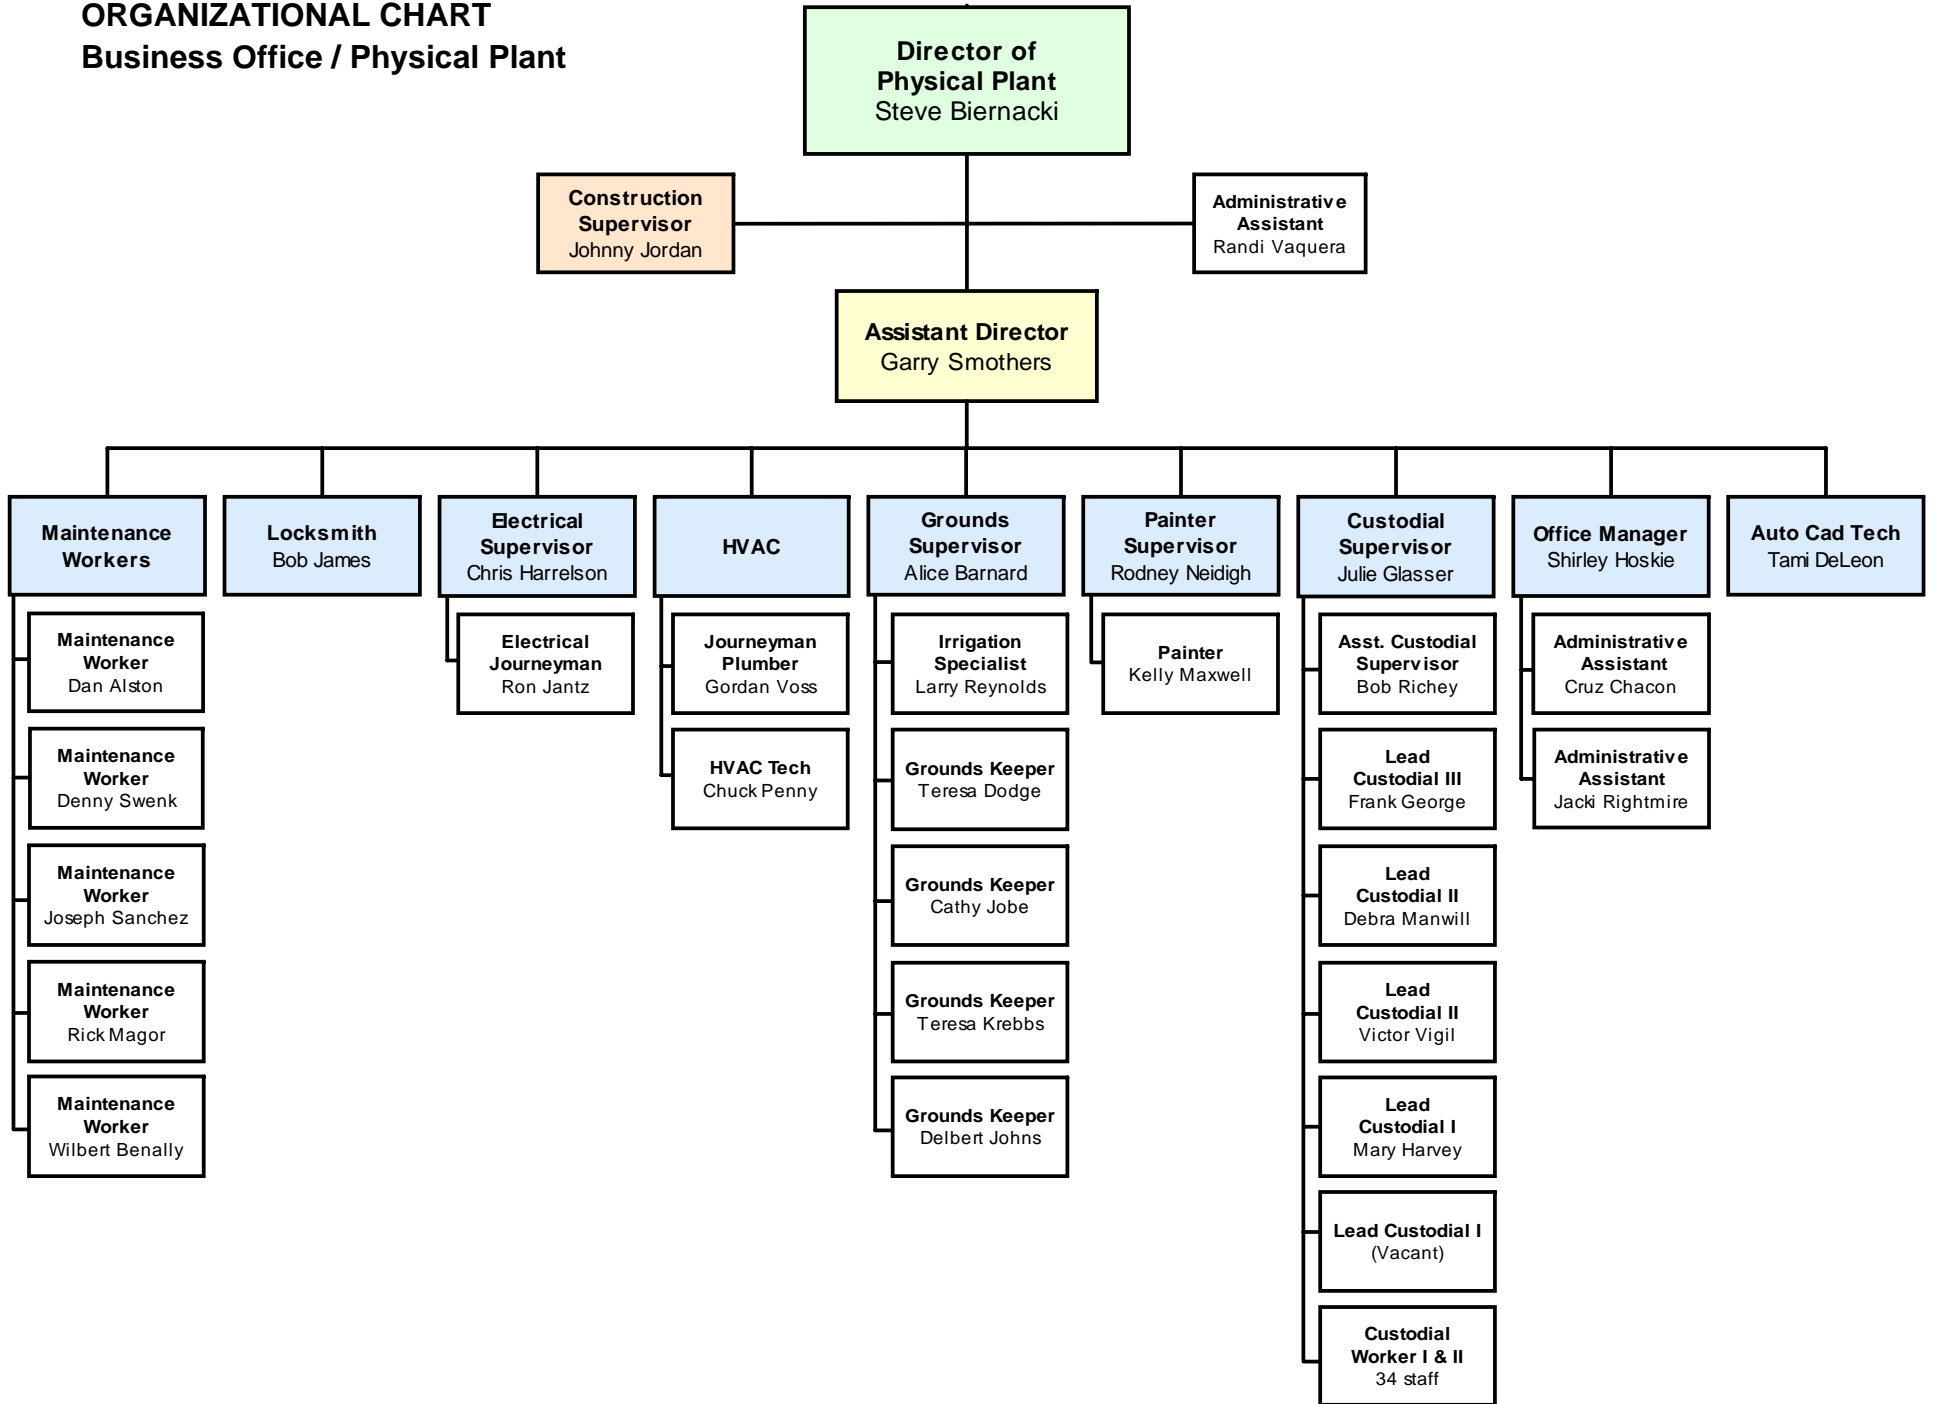 ORGANIZATIONAL CHART
Business Office / Physical Plant
Director of
Physical Plant
Steve Biernacki
Construction
Supervisor
Johnny Jordan
Administrative
Assistant
Randi Vaquera
Assistant Director
Garry Smothers
Maintenance
Workers
Locksmith
Bob James
Electrical
Supervisor
Chris Harrelson
HVAC
Grounds
Supervisor
Alice Barnard
Painter
Supervisor
Rodney Neidigh
Custodial
Supervisor
Julie Glasser
Office Manager
Shirley Hoskie
Auto Cad Tech
Tami DeLeon
Maintenance
Worker
Dan Alston
Maintenance
Worker
Denny Swenk
Maintenance
Worker
Joseph Sanchez
Maintenance
Worker
Rick Magor
Maintenance
Worker
Wilbert Benally
Electrical
Journeyman
Ron Jantz
Journeyman
Plumber
Gordan Voss
HVAC Tech
Chuck Penny
Irrigation
Specialist
Larry Reynolds
Grounds Keeper
Teresa Dodge
Grounds Keeper
Cathy Jobe
Grounds Keeper
Teresa Krebbs
Grounds Keeper
Delbert Johns
Painter
Kelly Maxwell
Asst. Custodial
Supervisor
Bob Richey
Lead
Custodial III
Frank George
Lead
Custodial II
Debra Manwill
Lead
Custodial II
Victor Vigil
Lead
Custodial I
Mary Harvey
Lead Custodial I
(Vacant)
Custodial
Worker I & II
34 staff
Administrative
Assistant
Cruz Chacon
Administrative
Assistant
Jacki Rightmire